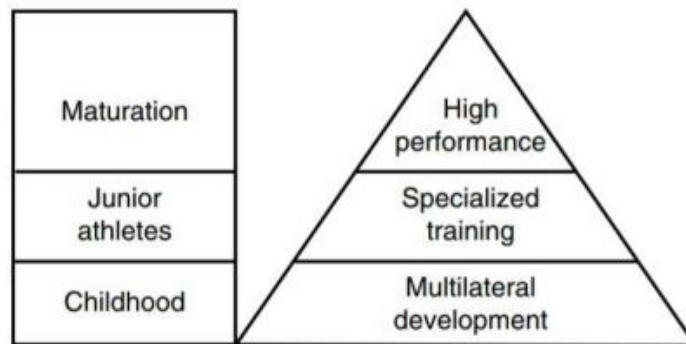 Maturation
High
performance
Junior
athletes
Specialized
training
Childhood
Multilateral
development